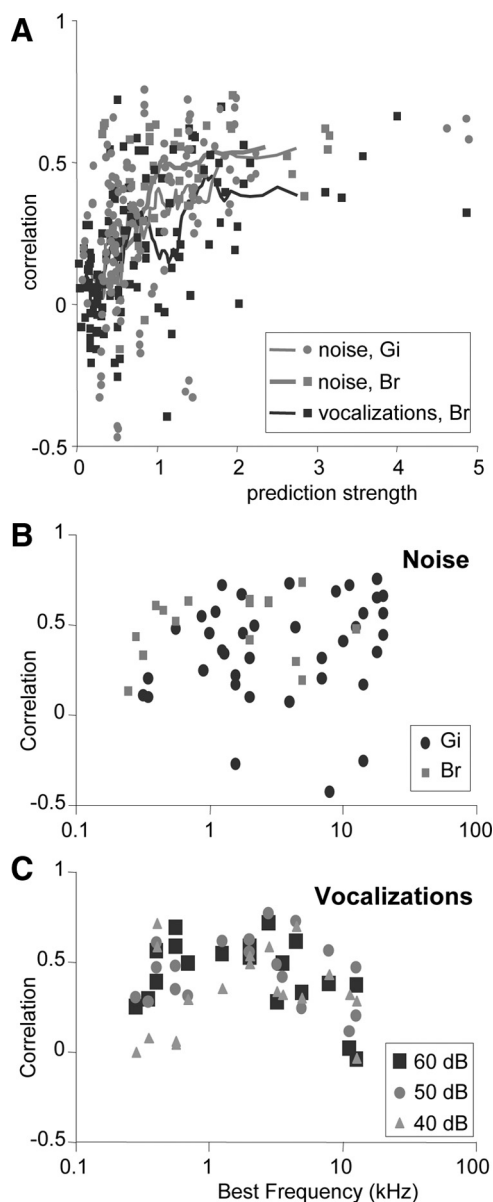 A
1
0.5
0
-0.5
correlation
noise, Gi
noise, Br
vocalizations, Br
0 1 2 3 4 5
prediction strength
B
Noise
1
0.5
0
-0.5
Correlation
Gi
Br
0.1 1 10 100
C
Vocalizations
1
0.5
0
-0.5
Correlation
60 dB
50 dB
40 dB
0.1 1 10 100
Best Frequency (kHz)